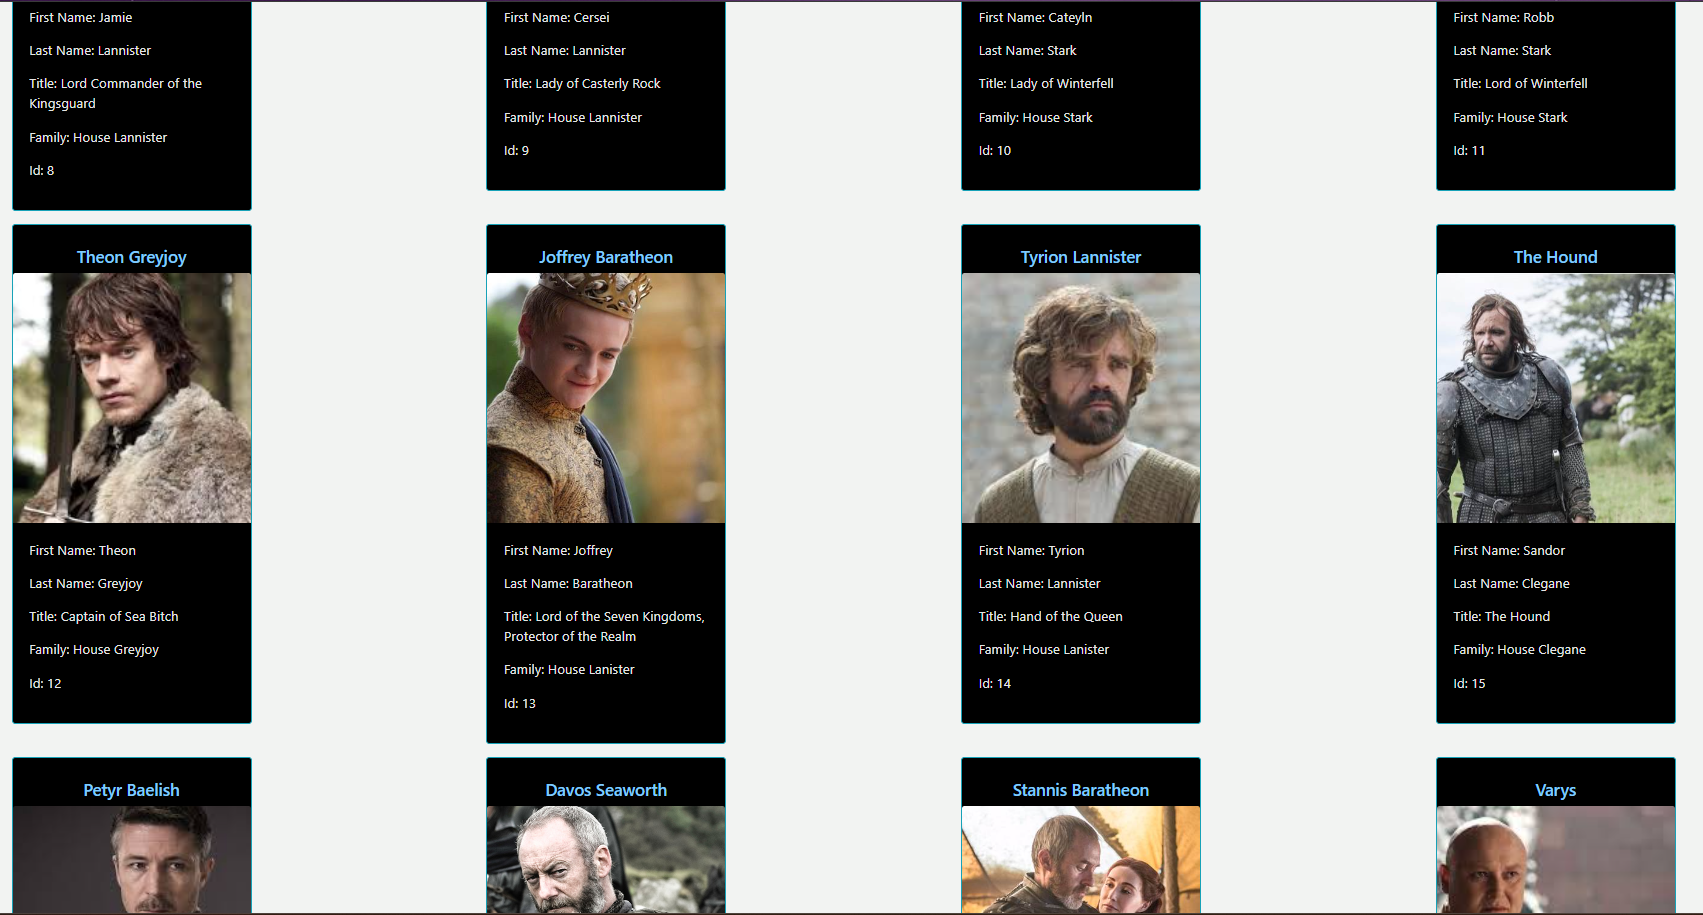 First Name: Jamie
Last Name: Lannister
Title: Lord Commander of the
Kingsguard
Family: House Lannister
Id: 8
First Name: Cersei
Last Name: Lannister
Title: Lady of Casterly Rock
Family: House Lannister
Id: 9
First Name: Cateyln
Last Name: Stark
Title: Lady of Winterfell
Family: House Stark
Id: 10
First Name: Robb
Last Name: Stark
Title: Lord of Winterfell
Family: House Stark
Id: 11
Theon Greyjoy
First Name: Theon
Last Name: Greyjoy
Title: Captain of Sea Bitch
Family: House Greyjoy
Id: 12
Joffrey Baratheon
First Name: Joffrey
Last Name: Baratheon
Title: Lord of the Seven Kingdoms,
Protector of the Realm
Family: House Lanister
Id: 13
Tyrion Lannister
First Name: Tyrion
Last Name: Lannister
Title: Hand of the Queen
Family: House Lanister
Id: 14
The Hound
First Name: Sandor
Last Name: Clegane
Title: The Hound
Family: House Clegane
Id: 15
Petyr Baelish
Davos Seaworth
Stannis Baratheon
Varys